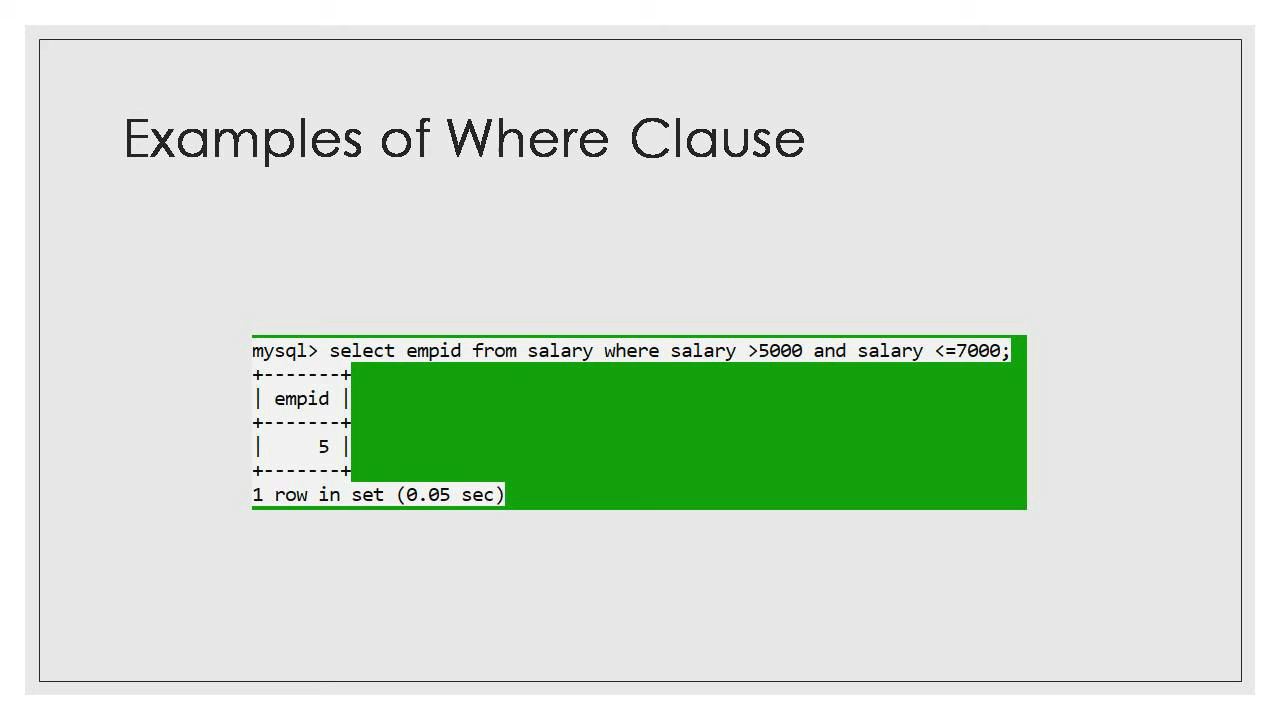 Examples of Where Clause
mysql> select empid from salary where salary >5000 and salary <=7000;
+-------+
| empid |
+-------+
|     5 |
+-------+
1 row in set (0.05 sec)